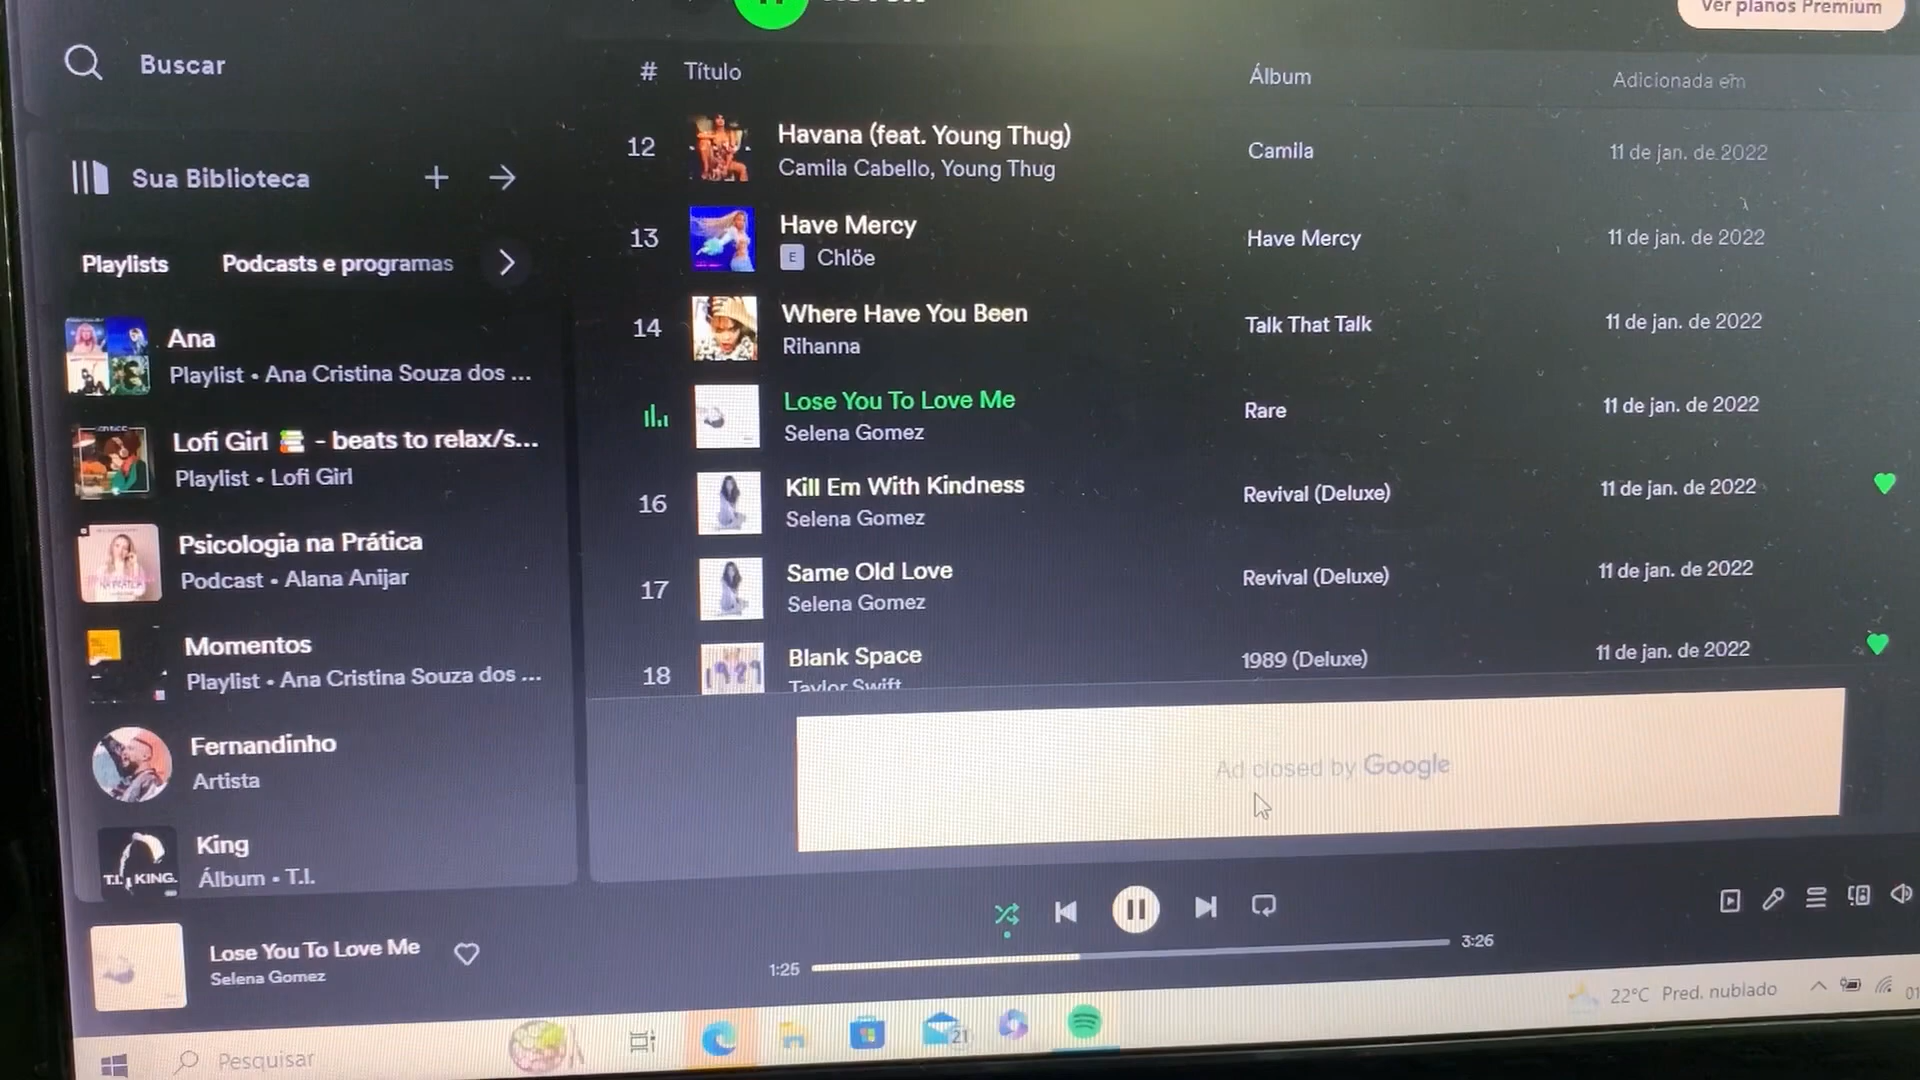 Ver planos Premium
Buscar
# Título Álbum Adicionada em
Sua Biblioteca
Playlists Podcasts e programas
12 Havana (feat. Young Thug) Camila 11 de jan. de 2022
Camila Cabello, Young Thug
13 Have Mercy Have Mercy 11 de jan. de 2022
E Chlöe
14 Where Have You Been Talk That Talk 11 de jan. de 2022
Rihanna
Lose You To Love Me Rare 11 de jan. de 2022
Selena Gomez
16 Kill Em With Kindness Revival (Deluxe) 11 de jan. de 2022
Selena Gomez
17 Same Old Love Revival (Deluxe) 11 de jan. de 2022
Selena Gomez
18 Blank Space 1989 (Deluxe) 11 de jan. de 2022
Taylor Swift
Ana
Playlist • Ana Cristina Souza dos ...
Lofi Girl 📚 - beats to relax/s...
Playlist • Lofi Girl
Psicologia na Prática
Podcast • Alana Anijar
Momentos
Playlist • Ana Cristina Souza dos ...
Fernandinho
Artista
King
Álbum • T.I.
T.I. KING.
Ad closed by Google
Lose You To Love Me
Selena Gomez
1:25 3:26
Pesquisar
21
22°C Pred. nublado